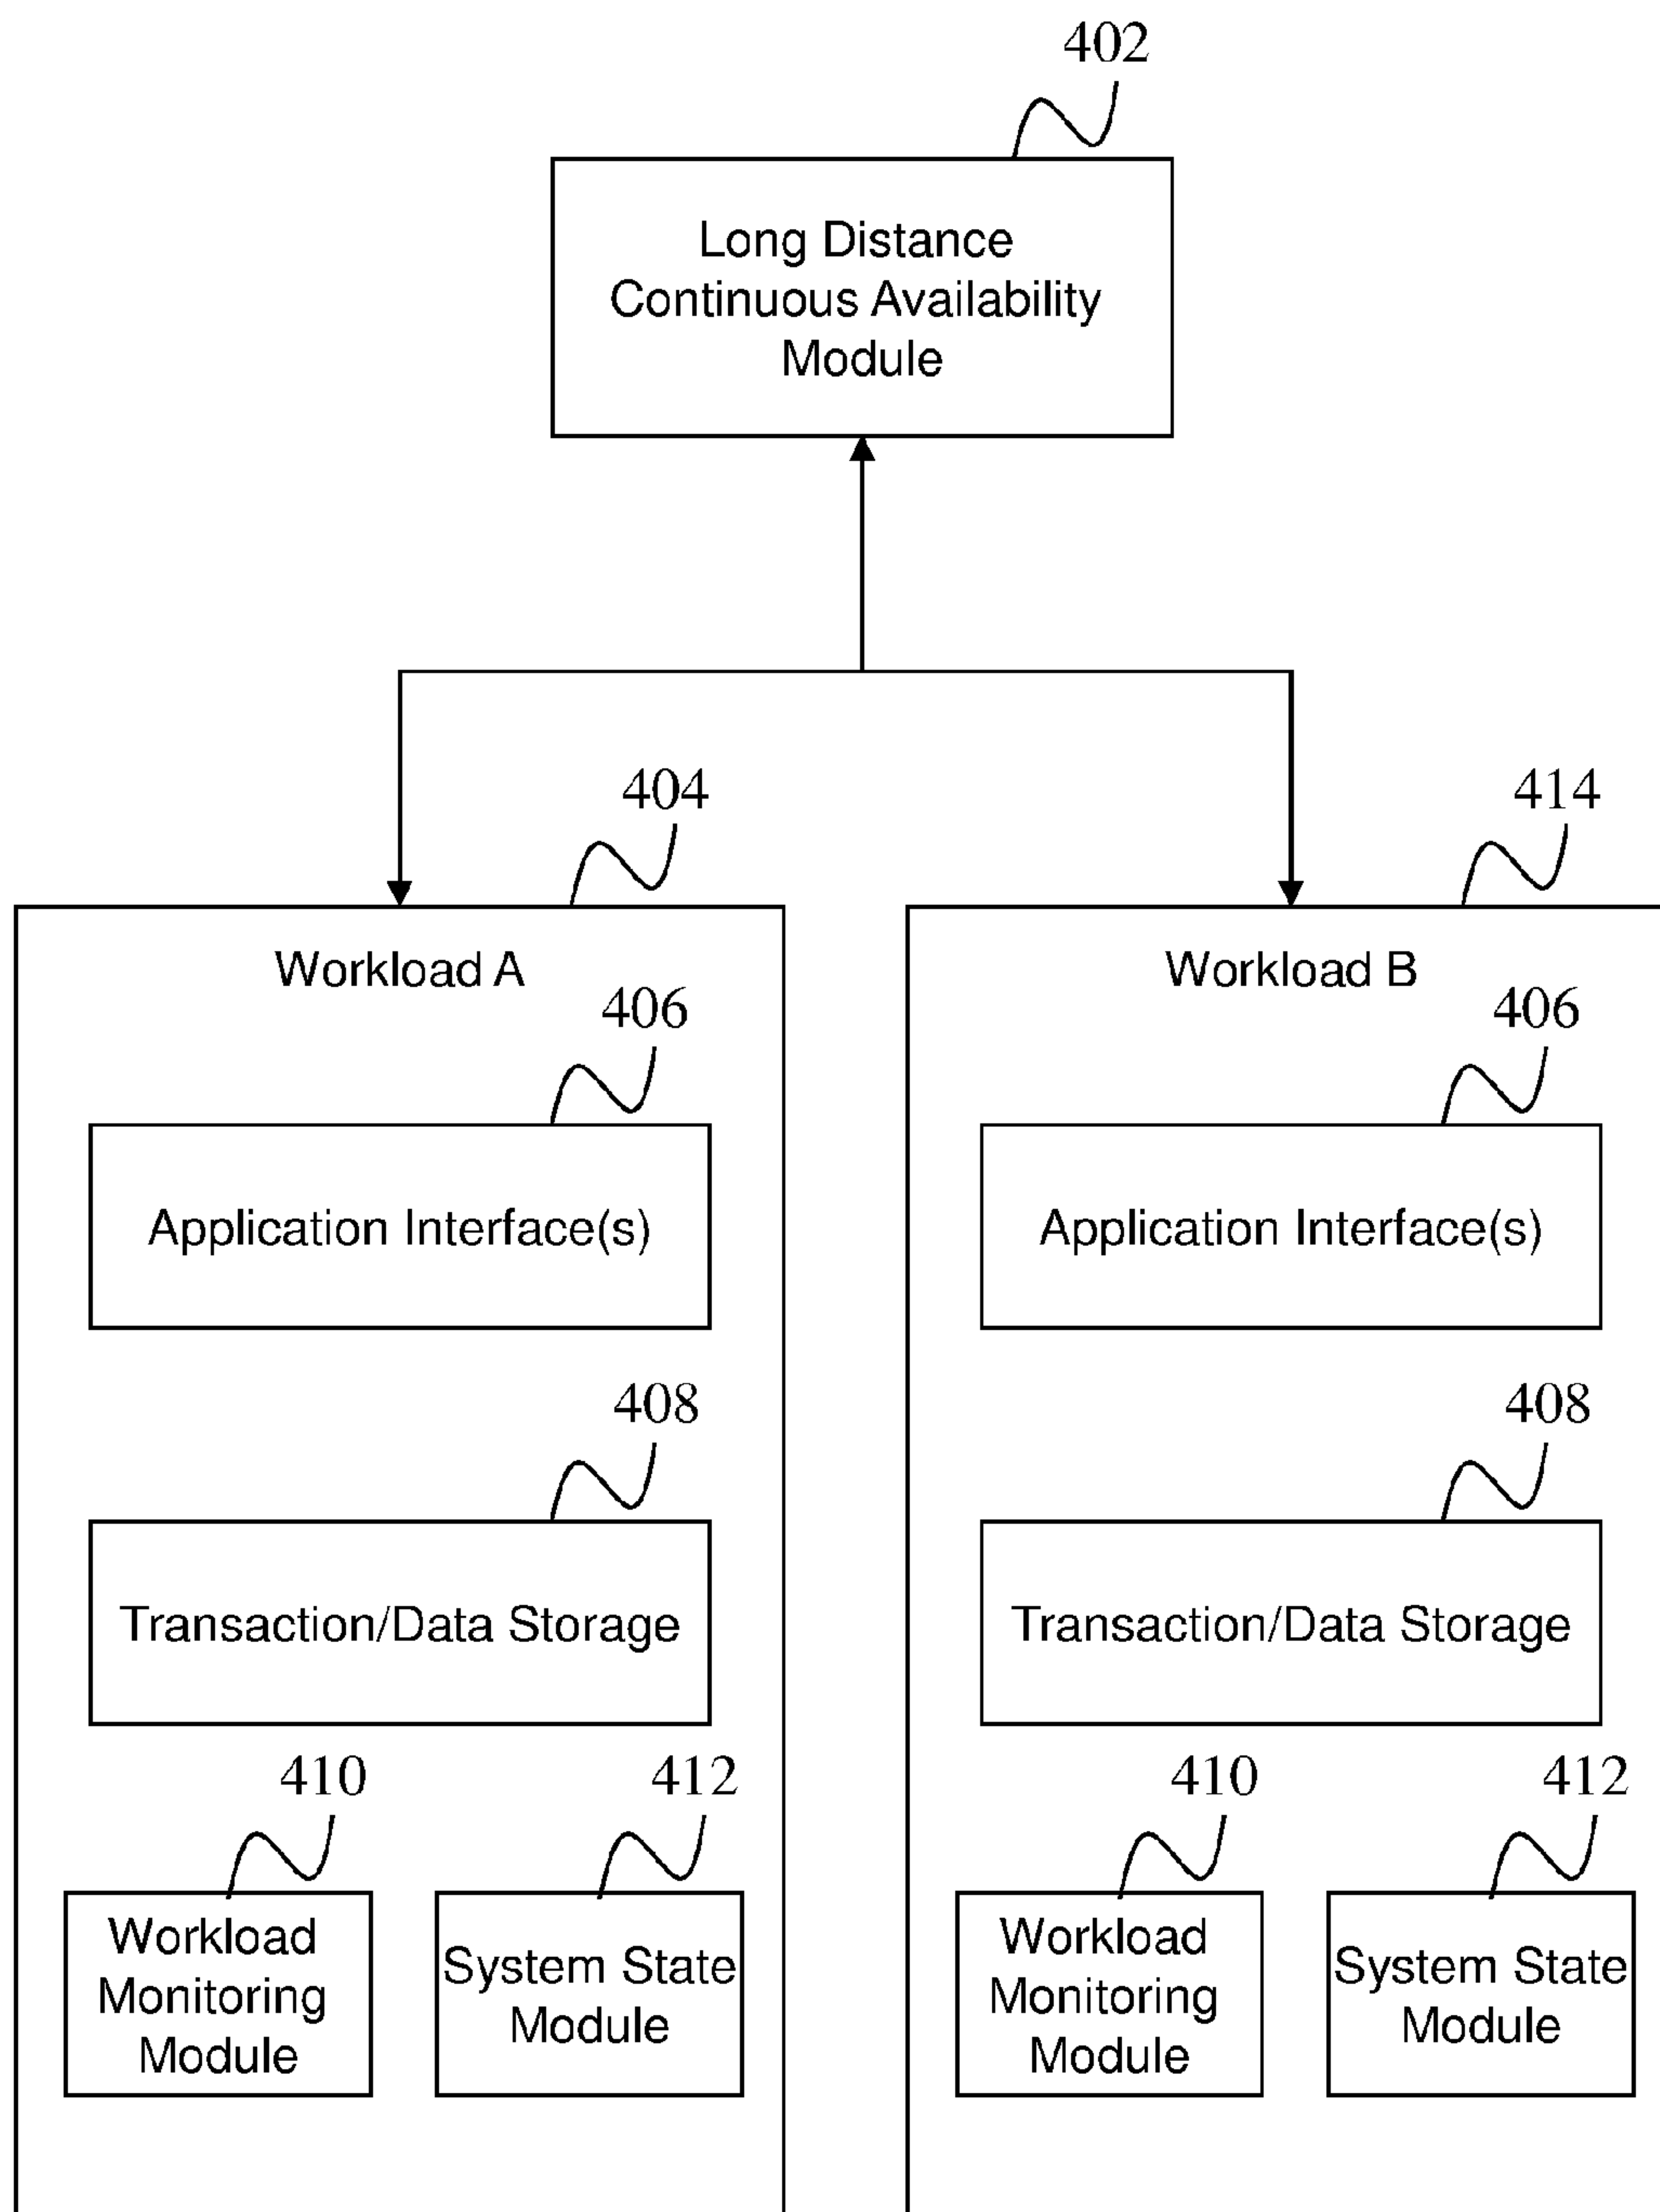 402
Long Distance
Continuous Availability
Module
404
414
Workload A
Workload B
406
406
Application Interface(s)
Application Interface(s)
408
408
Transaction/Data Storage
Transaction/Data Storage
410
412
410
412
Workload
Monitoring
Module
System State
Module
Workload
Monitoring
Module
System State
Module